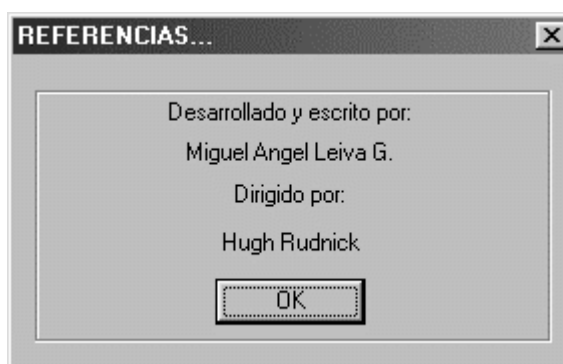 REFERENCIAS...
Desarrollado y escrito por:
Miguel Angel Leiva G.
Dirigido por:
Hugh Rudnick
OK